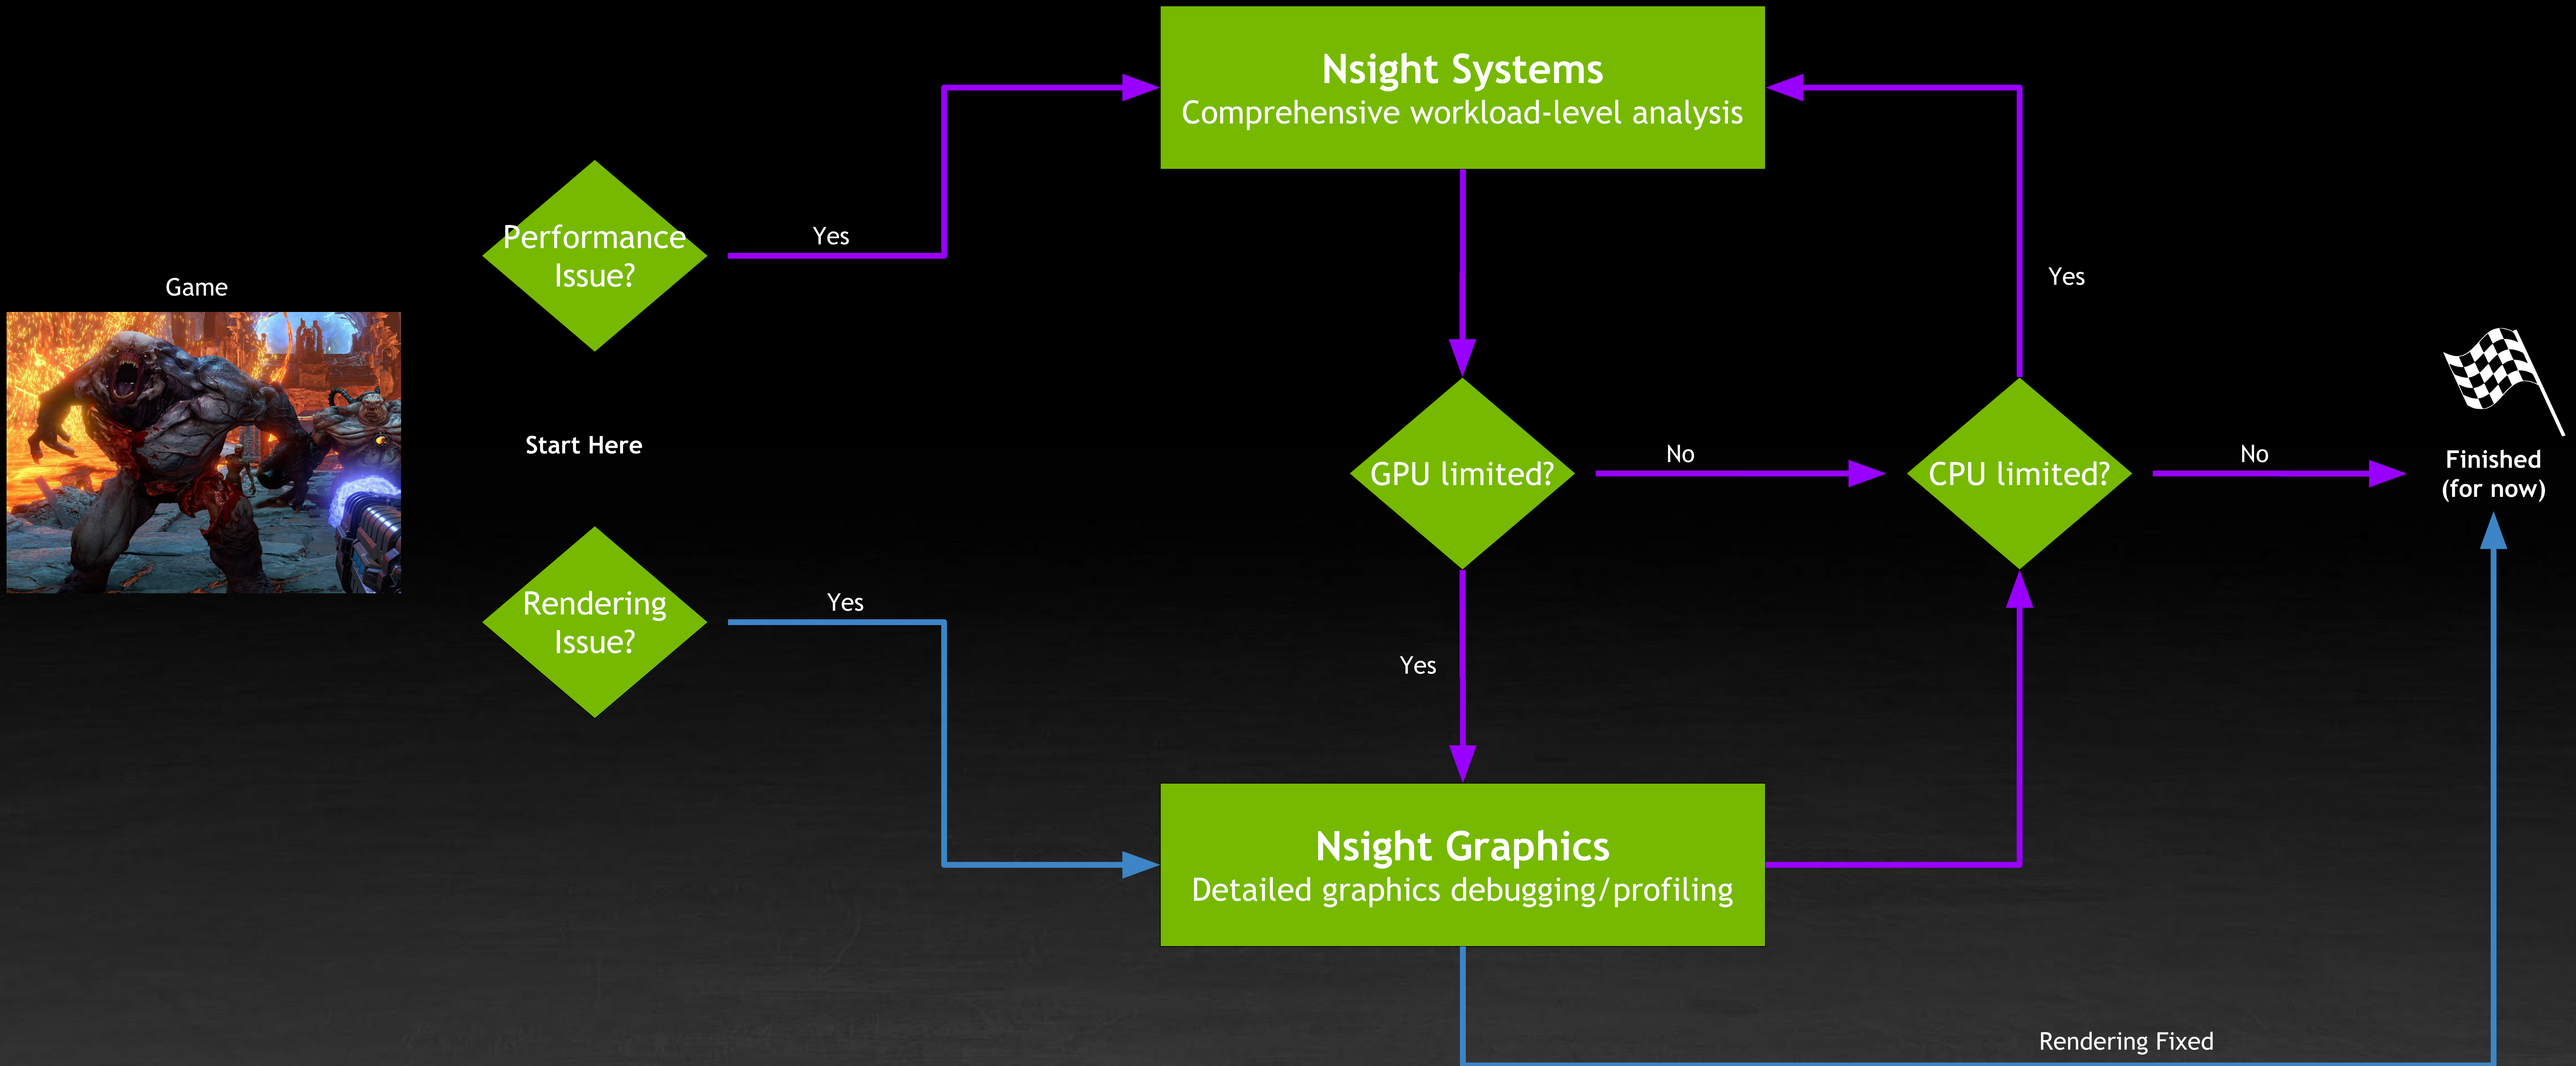 Nsight Systems
Comprehensive workload-level analysis
Performance
Issue?
Yes
Yes
Game
Start Here
GPU limited?
No
CPU limited?
No
Finished
(for now)
Rendering
Issue?
Yes
Yes
Nsight Graphics
Detailed graphics debugging/profiling
Rendering Fixed